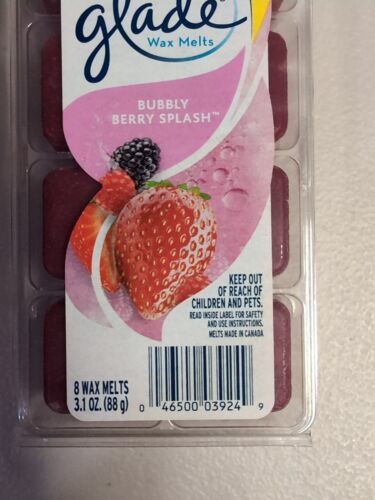 glade
Wax Melts
BUBBLY
BERRY SPLASH™
KEEP OUT
OF REACH OF
CHILDREN AND PETS.
READ INSIDE LABEL FOR SAFETY
AND USE INSTRUCTIONS.
MELTS MADE IN CANADA
8 WAX MELTS
3.1 OZ. (88 g)
0 46500 03924 9